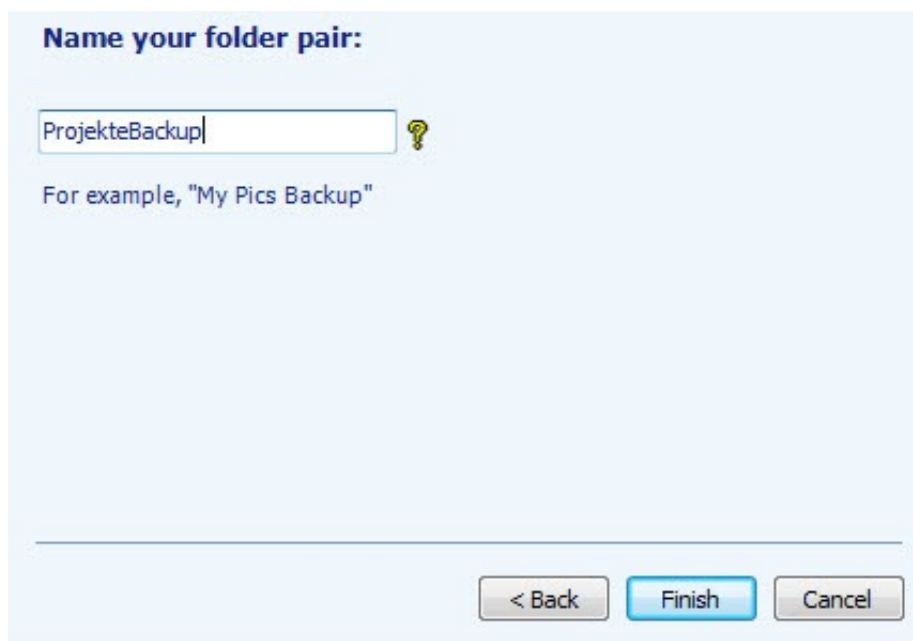 Name your folder pair:
ProjekteBackup
For example, "My Pics Backup"
< Back Finish Cancel